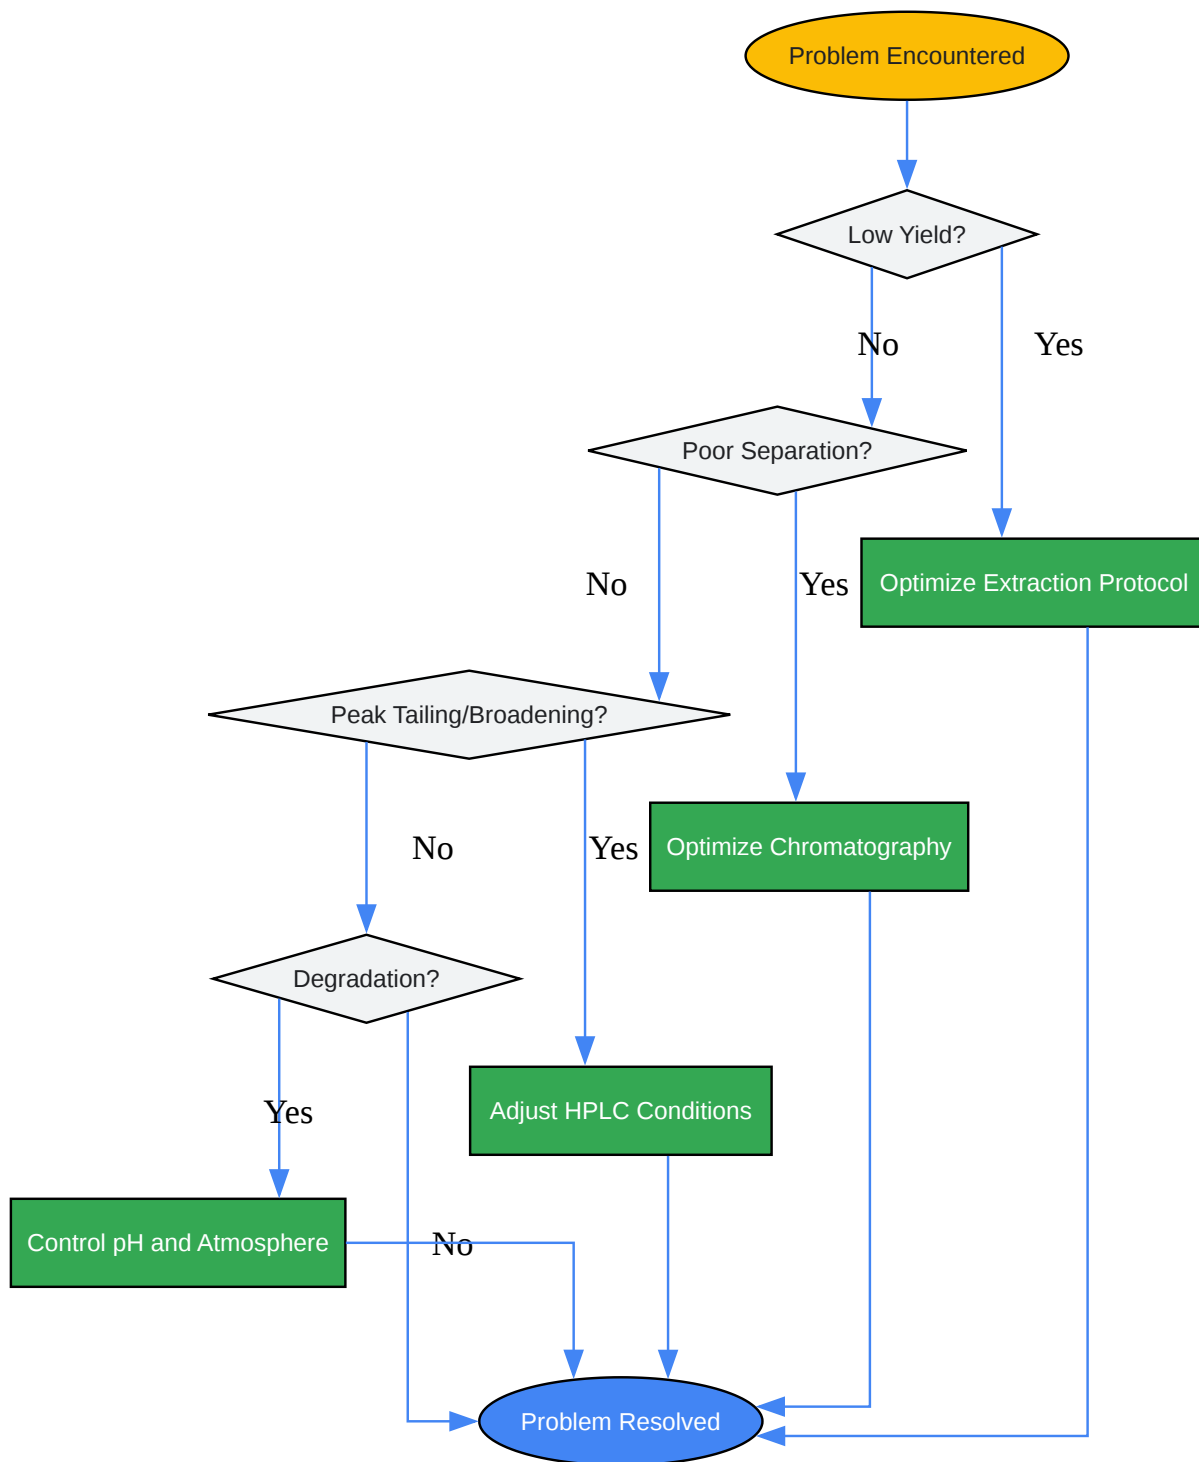 Problem Encountered
Low Yield?
No
Yes
Poor Separation?
No
Yes
Optimize Extraction Protocol
Peak Tailing/Broadening?
No
Yes
Optimize Chromatography
Degradation?
Yes
Adjust HPLC Conditions
Control pH and Atmosphere
No
Problem Resolved